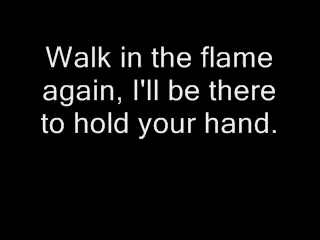 Walk in the flame
again, I'll be there
to hold your hand.